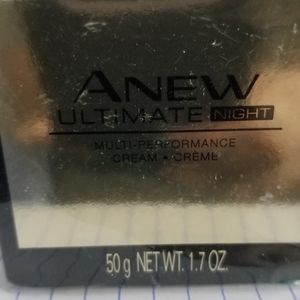 ANEW
ULTIMATE NIGHT
MULTI-PERFORMANCE
CREAM • CRÈME
50 g NET WT. 1.7 OZ.